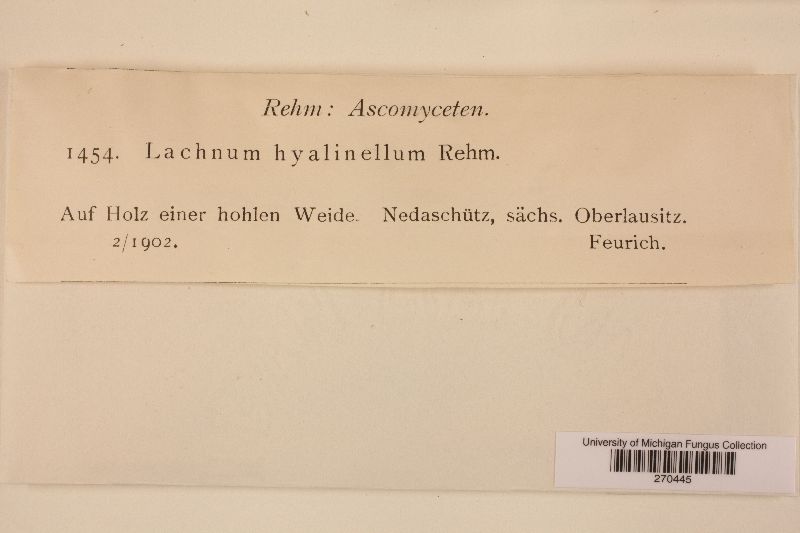 Rehm: Ascomyceten.
1454. Lachnum hyalinellum Rehm.
Auf Holz einer hohlen Weide. Nedaschütz, sächs. Oberlausitz.
2/1902. Feurich.
University of Michigan Fungus Collection
270445